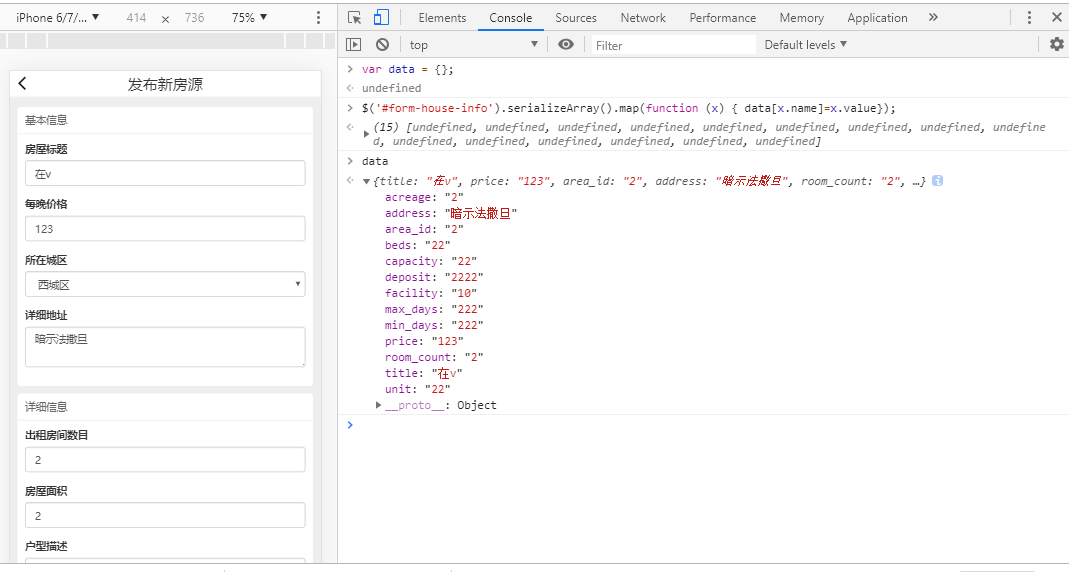 iPhone 6/7/... ▼ 414 × 736 75% ▼
Elements Console Sources Network Performance Memory Application »
top ▼ Filter Default levels ▼
发布新房源
基本信息
房屋标题
在v
每晚价格
123
所在城区
西城区
详细地址
暗示法撒旦
详细信息
出租房间数目
2
房屋面积
2
户型描述
> var data = {};
undefined
> $('#form-house-info').serializeArray().map(function (x) { data[x.name]=x.value});
(15) [undefined, undefined, undefined, undefined, undefined, undefined, undefined, undefined, undefine
d, undefined, undefined, undefined, undefined, undefined, undefined]
> data
{title: "在v", price: "123", area_id: "2", address: "暗示法撒旦", room_count: "2", …}
acreage: "2"
address: "暗示法撒旦"
area_id: "2"
beds: "22"
capacity: "22"
deposit: "2222"
facility: "10"
max_days: "222"
min_days: "222"
price: "123"
room_count: "2"
title: "在v"
unit: "22"
__proto__: Object
>